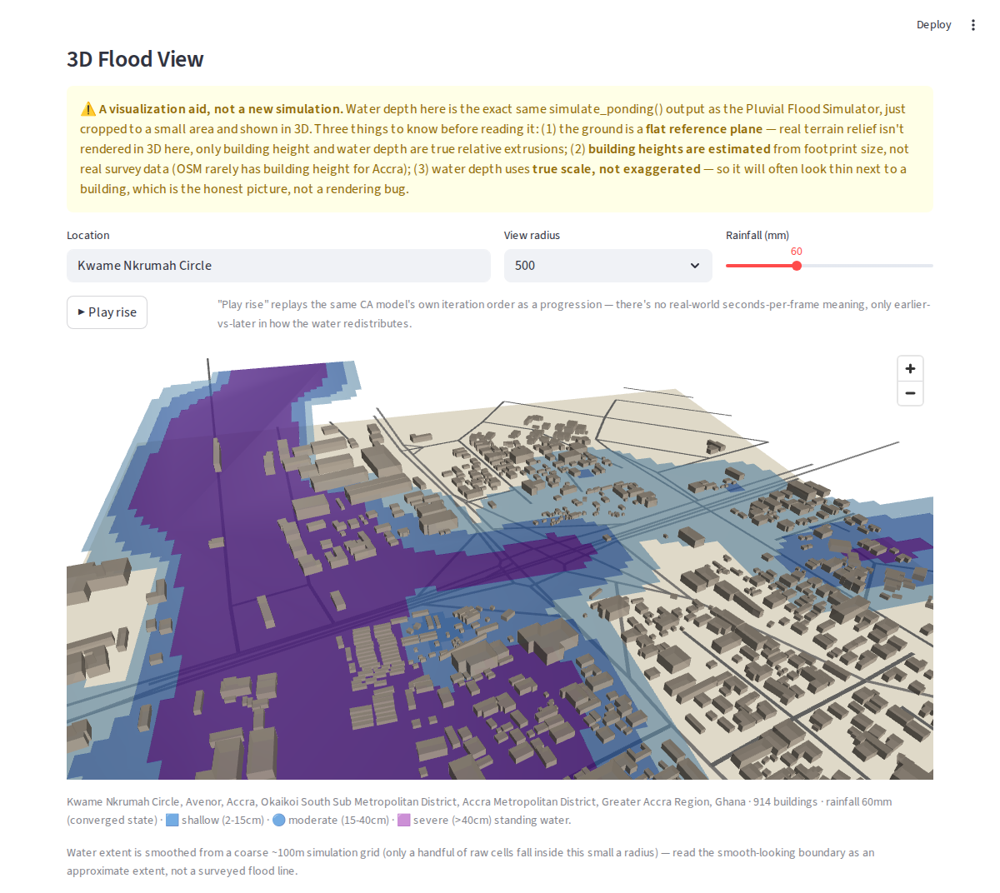 Deploy
3D Flood View
⚠️ A visualization aid, not a new simulation. Water depth here is the exact same simulate_ponding() output as the Pluvial Flood Simulator, just
cropped to a small area and shown in 3D. Three things to know before reading it: (1) the ground is a flat reference plane — real terrain relief isn't
rendered in 3D here, only building height and water depth are true relative extrusions; (2) building heights are estimated from footprint size, not
real survey data (OSM rarely has building height for Accra); (3) water depth uses true scale, not exaggerated — so it will often look thin next to a
building, which is the honest picture, not a rendering bug.
Location
View radius
Rainfall (mm)
60
Kwame Nkrumah Circle
500
▶ Play rise
"Play rise" replays the same CA model's own iteration order as a progression — there's no real-world seconds-per-frame meaning, only earlier-
vs-later in how the water redistributes.
Kwame Nkrumah Circle, Avenor, Accra, Okaikoi South Sub Metropolitan District, Accra Metropolitan District, Greater Accra Region, Ghana · 914 buildings · rainfall 60mm
(converged state) · 🟦 shallow (2-15cm) · 🔵 moderate (15-40cm) · 🟪 severe (>40cm) standing water.
Water extent is smoothed from a coarse ~100m simulation grid (only a handful of raw cells fall inside this small a radius) — read the smooth-looking boundary as an
approximate extent, not a surveyed flood line.